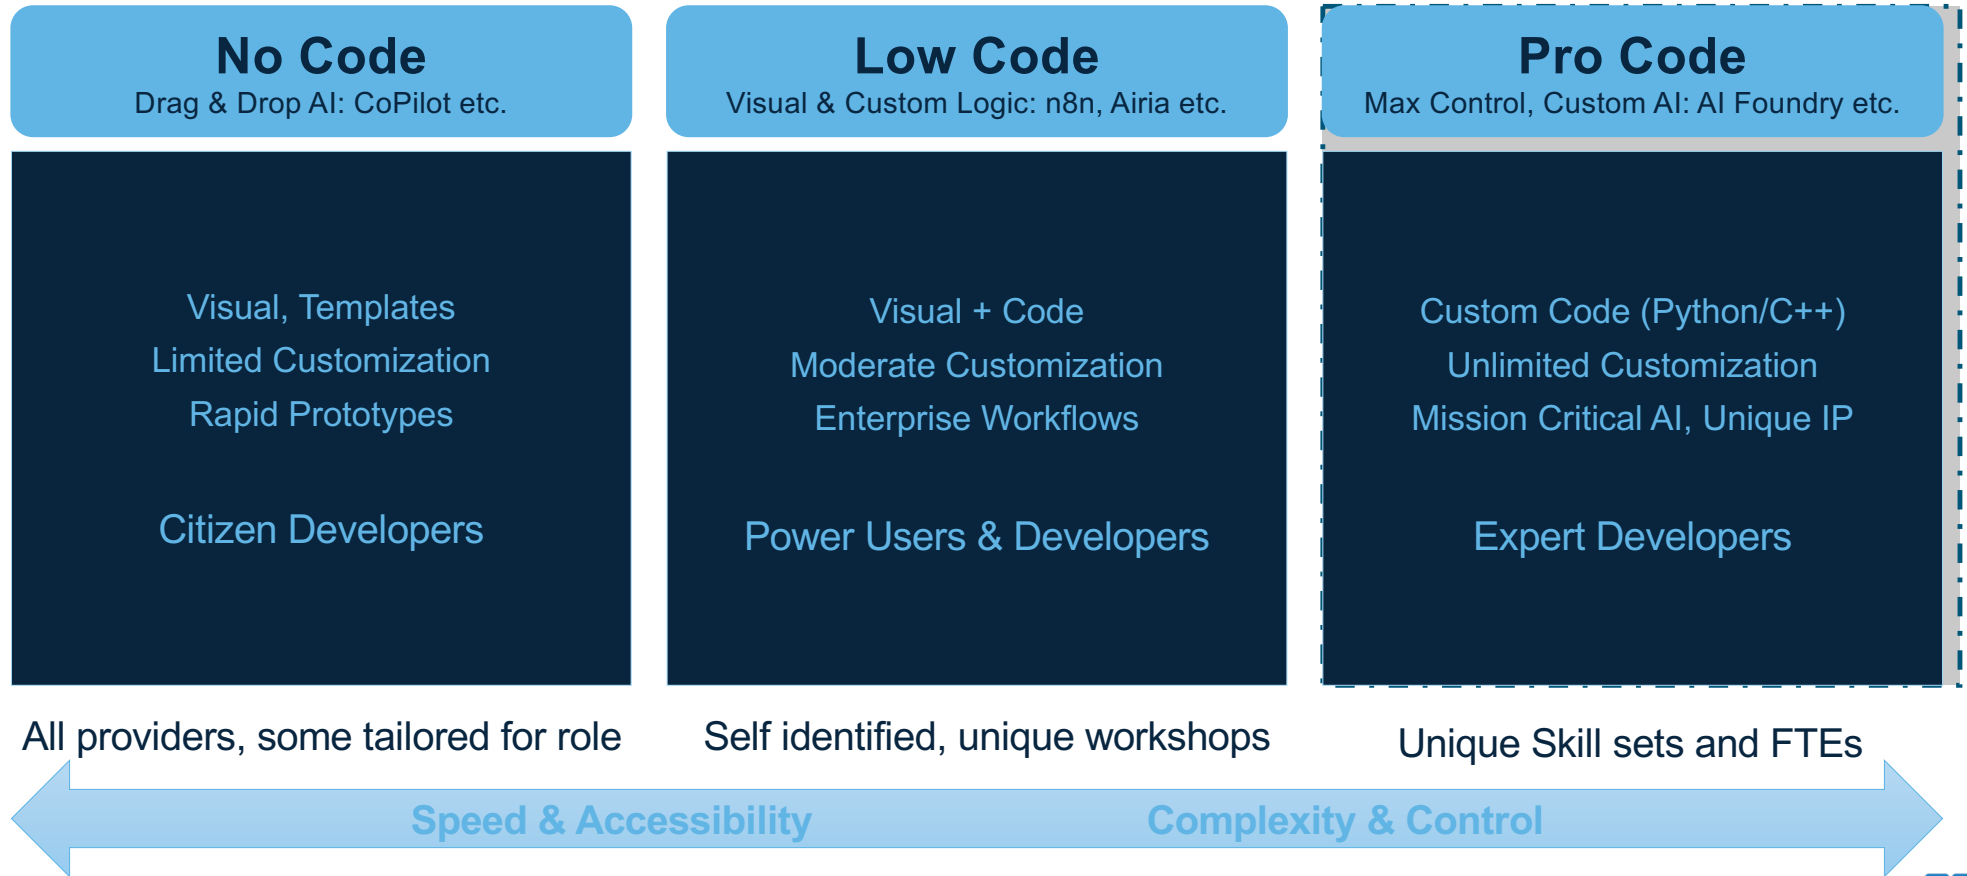 No Code
Drag & Drop AI: CoPilot etc.
Visual, Templates
Limited Customization
Rapid Prototypes
Citizen Developers
All providers, some tailored for role
Low Code
Visual & Custom Logic: n8n, Airia etc.
Visual + Code
Moderate Customization
Enterprise Workflows
Power Users & Developers
Self identified, unique workshops
Pro Code
Max Control, Custom AI: AI Foundry etc.
Custom Code (Python/C++)
Unlimited Customization
Mission Critical AI, Unique IP
Expert Developers
Unique Skill sets and FTEs
Speed & Accessibility
Complexity & Control